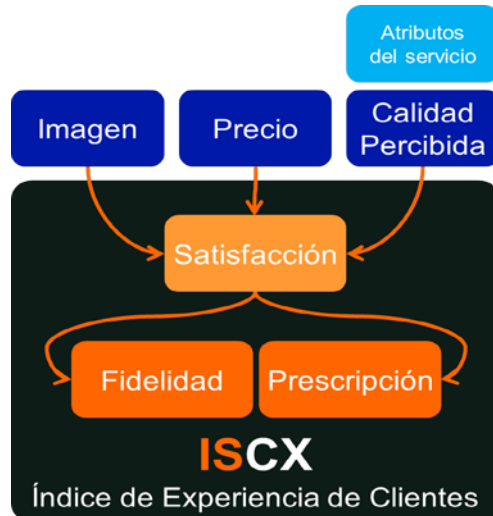 Atributos
del servicio
Imagen
Precio
Calidad
Percibida
Satisfacción
Fidelidad
Prescripción
ISCX
Índice de Experiencia de Clientes